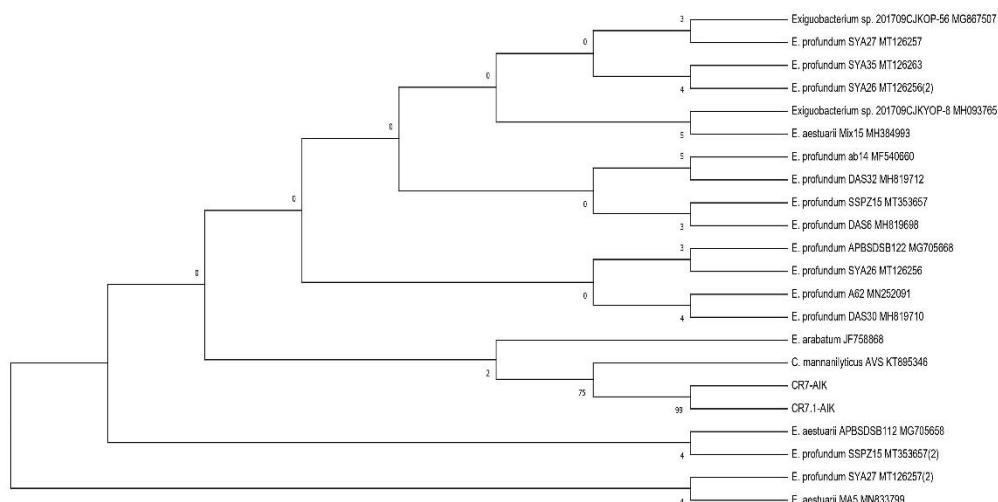 3
Exiguobacterium sp. 201709CJKOP-56 MG867507
0
E. profundum SYA27 MT126257
0
E. profundum SYA35 MT126263
4
E. profundum SYA26 MT126256(2)
0
Exiguobacterium sp. 201709CJKYOP-8 MH093765
5
E. aestuarii Mix15 MH384993
5
E. profundum ab14 MF540660
E. profundum DAS32 MH819712
0
0
E. profundum SSPZ15 MT353657
3
E. profundum DAS6 MH819698
3
E. profundum APBSDSB122 MG705668
0
E. profundum SYA26 MT126256
0
E. profundum A62 MN252091
4
E. profundum DAS30 MH819710
E. arabatum JF758868
2
C. mannanilyticus AVS KT895346
75
CR7-AIK
99
CR7.1-AIK
E. aestuarii APBSDSB112 MG705658
4
E. profundum SSPZ15 MT353657(2)
E. profundum SYA27 MT126257(2)
4
E. aestuarii MA5 MN833799